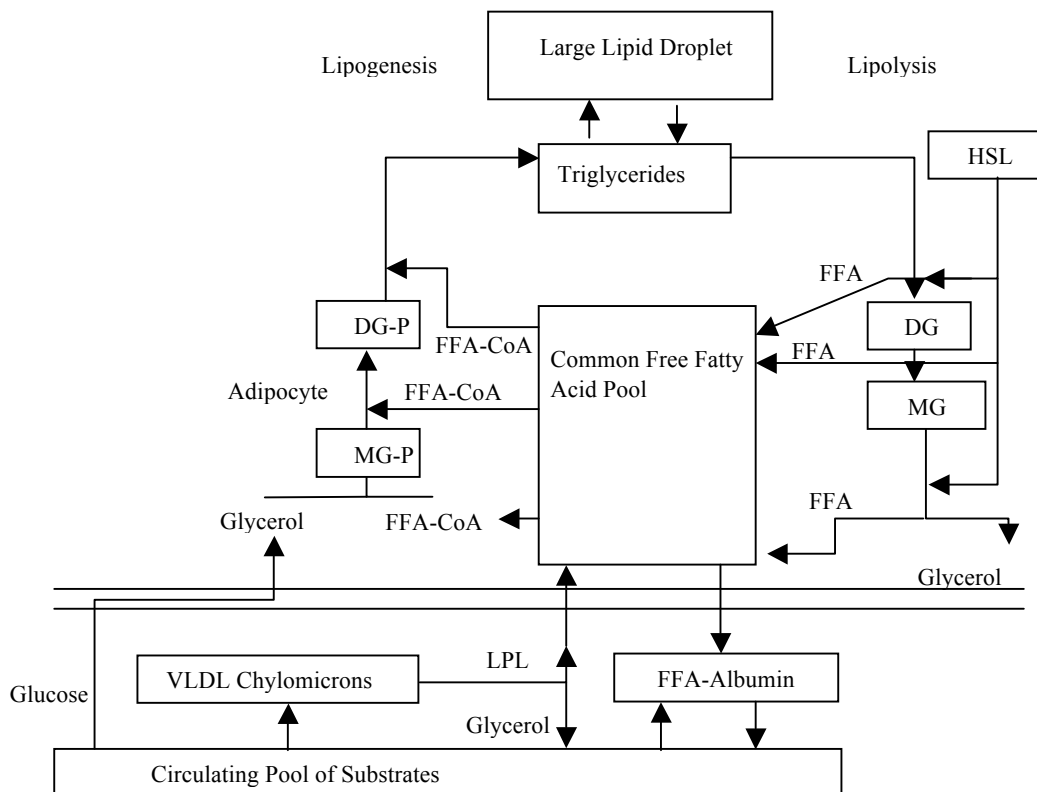 Large Lipid Droplet
Lipogenesis
Lipolysis
HSL
Triglycerides
FFA
DG-P
DG
FFA-CoA
Common Free Fatty
Acid Pool
FFA
Adipocyte
FFA-CoA
MG
MG-P
FFA
Glycerol
FFA-CoA
Glycerol
LPL
VLDL Chylomicrons
FFA-Albumin
Glucose
Glycerol
Circulating Pool of Substrates